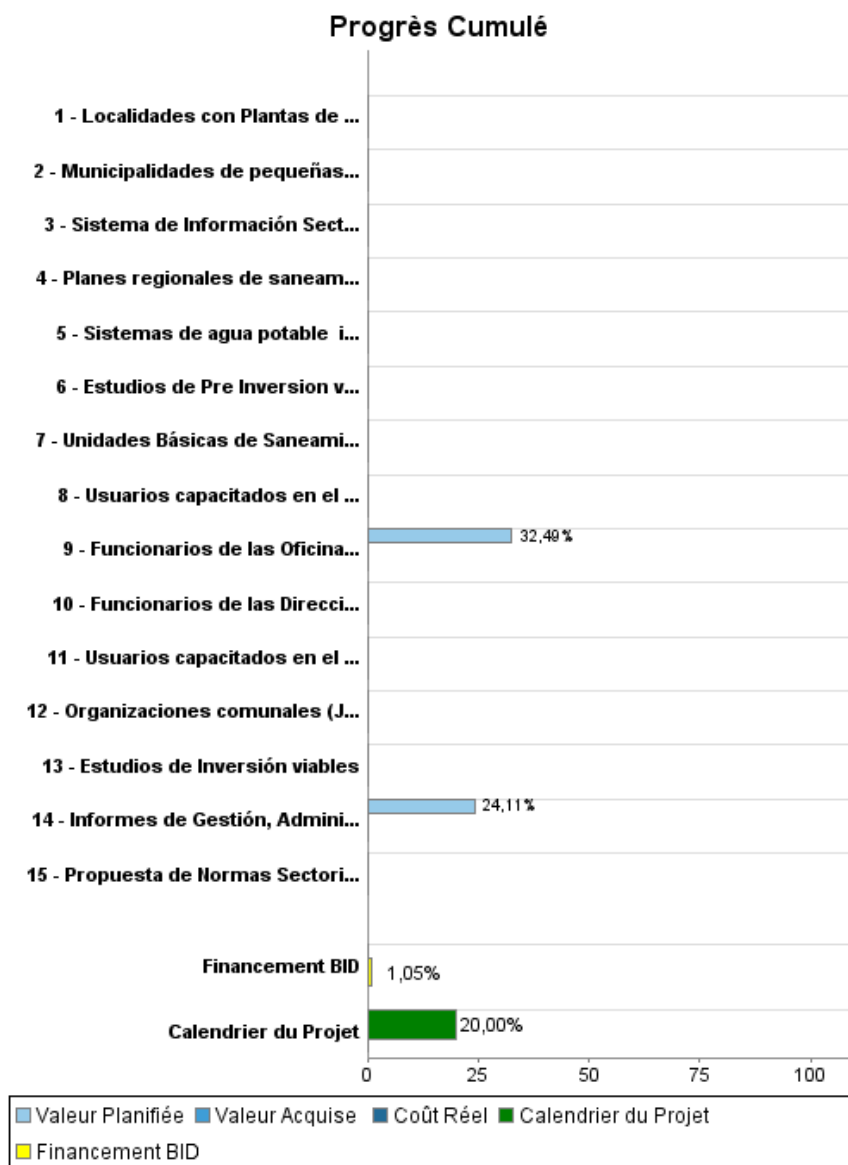 Progrès Cumulé
1 - Localidades con Plantas de ...
2 - Municipalidades de pequeñas...
3 - Sistema de Información Sect...
4 - Planes regionales de saneam...
5 - Sistemas de agua potable  i...
6 - Estudios de Pre Inversion v...
7 - Unidades Básicas de Saneami...
8 - Usuarios capacitados en el ...
32,49%
9 - Funcionarios de las Oficina...
10 - Funcionarios de las Direcci...
11 - Usuarios capacitados en el ...
12 - Organizaciones comunales (J...
13 - Estudios de Inversión viables
24,11%
14 - Informes de Gestión, Admini...
15 - Propuesta de Normas Sectori...
Financement BID 1,05%
Calendrier du Projet 20,00%
0 25 50 75 100
Valeur Planifiée Valeur Acquise Coût Réel Calendrier du Projet
Financement BID